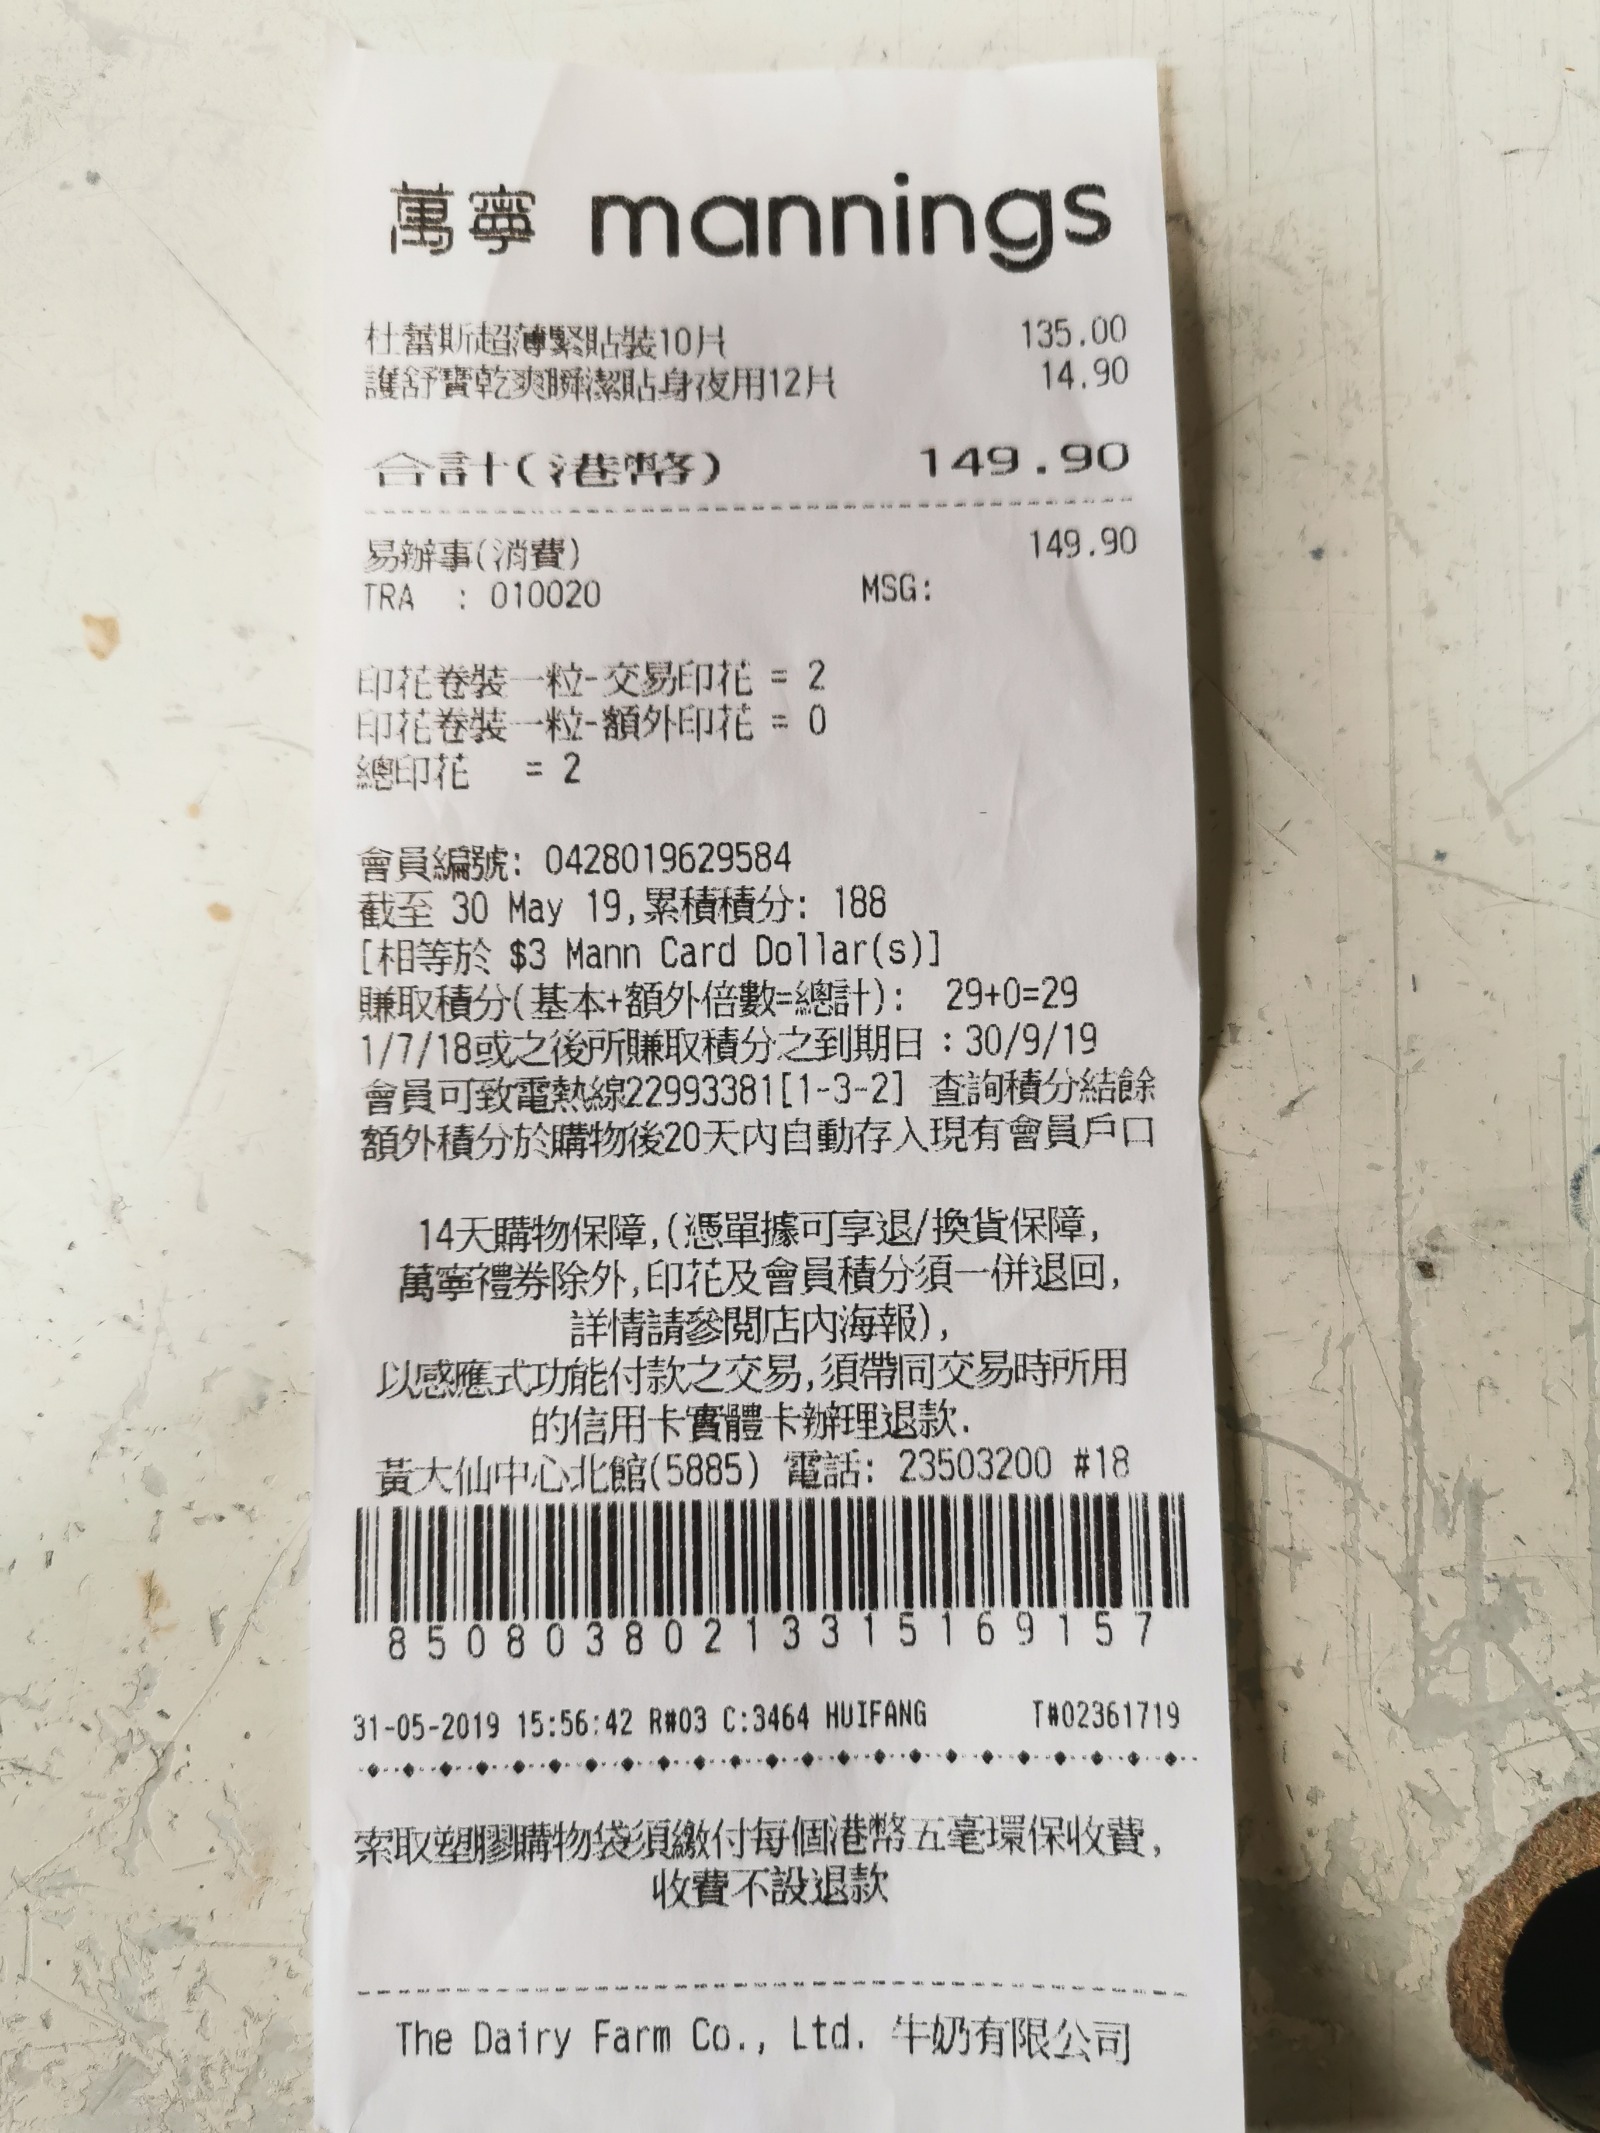 萬寧 mannings
杜蕾斯超薄緊貼裝10片 135.00
護舒寶乾爽瞬潔貼身夜用12片 14.90
合計(港幣) 149.90
易辦事(消費) 149.90
TRA : 010020 MSG:
印花卷裝一粒-交易印花 = 2
印花卷裝一粒-額外印花 = 0
總印花 = 2
會員編號: 0428019629584
截至 30 May 19,累積積分: 188
[相等於 $3 Mann Card Dollar(s)]
賺取積分(基本+額外倍數=總計): 29+0=29
1/7/18或之後所賺取積分之到期日:30/9/19
會員可致電熱線22993381[1-3-2] 查詢積分結餘
額外積分於購物後20天內自動存入現有會員戶口
14天購物保障,(憑單據可享退/換貨保障,
萬寧禮券除外,印花及會員積分須一併退回,
詳情請參閱店內海報),
以感應式功能付款之交易,須帶同交易時所用
的信用卡實體卡辦理退款.
黃大仙中心北館(5885) 電話: 23503200 #18
85080380213315169157
31-05-2019 15:56:42 R#03 C:3464 HUIFANG T#02361719
索取塑膠購物袋須繳付每個港幣五毫環保收費,
收費不設退款
The Dairy Farm Co., Ltd. 牛奶有限公司